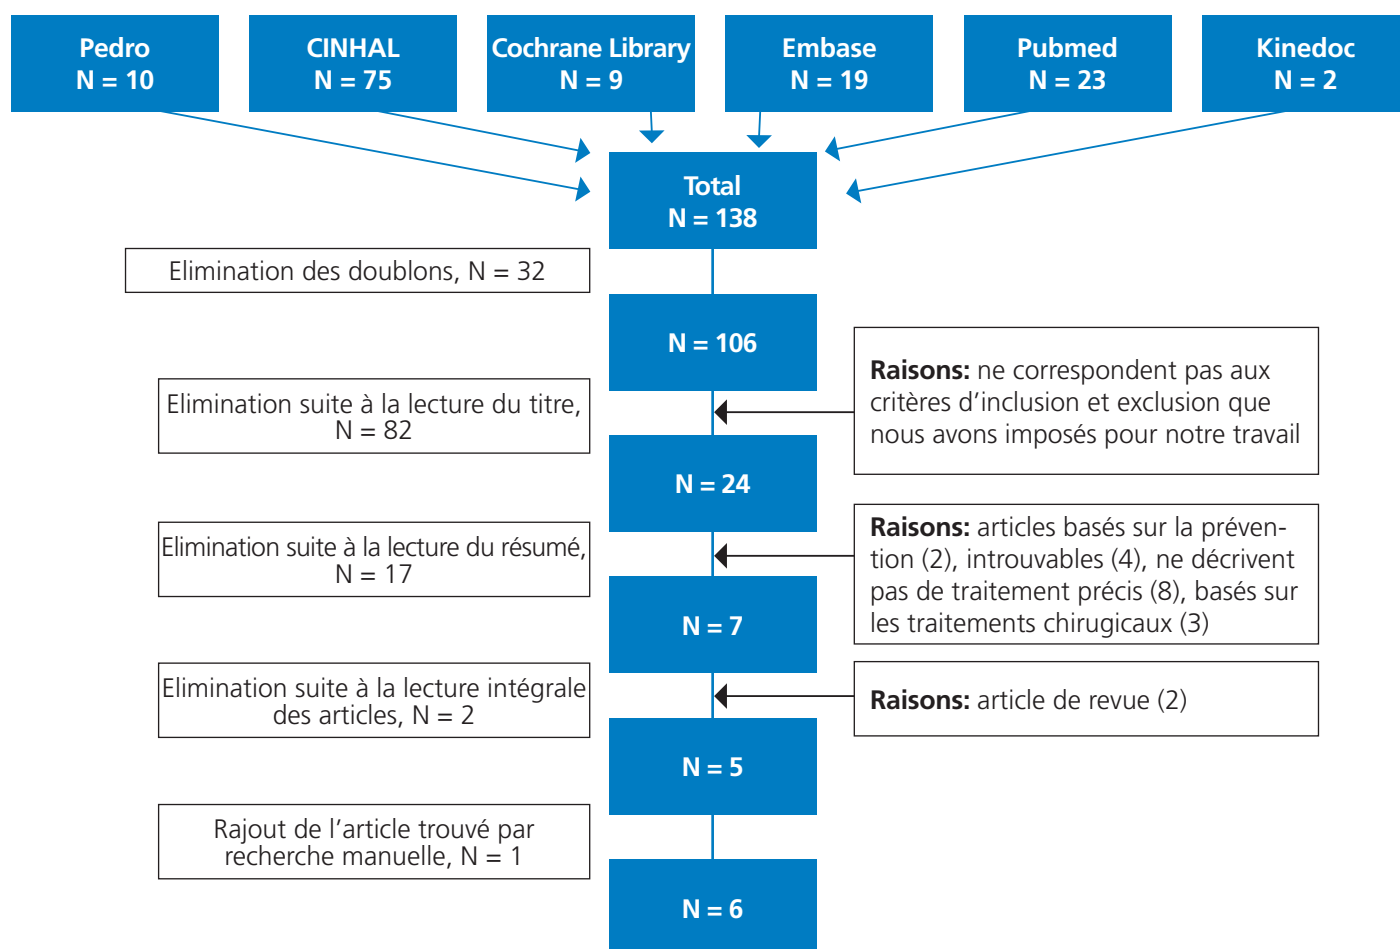 Pedro
N = 10
CINHAL
N = 75
Cochrane Library
N = 9
Embase
N = 19
Pubmed
N = 23
Kinedoc
N = 2
Total
N = 138
Elimination des doublons, N = 32
N = 106
Raisons: ne correspondent pas aux
critères d’inclusion et exclusion que
nous avons imposés pour notre travail
Elimination suite à la lecture du titre,
N = 82
N = 24
Raisons: articles basés sur la préven-
tion (2), introuvables (4), ne décrivent
pas de traitement précis (8), basés sur
les traitements chirugicaux (3)
Elimination suite à la lecture du résumé,
N = 17
N = 7
Elimination suite à la lecture intégrale
des articles, N = 2
Raisons: article de revue (2)
N = 5
Rajout de l’article trouvé par
recherche manuelle, N = 1
N = 6